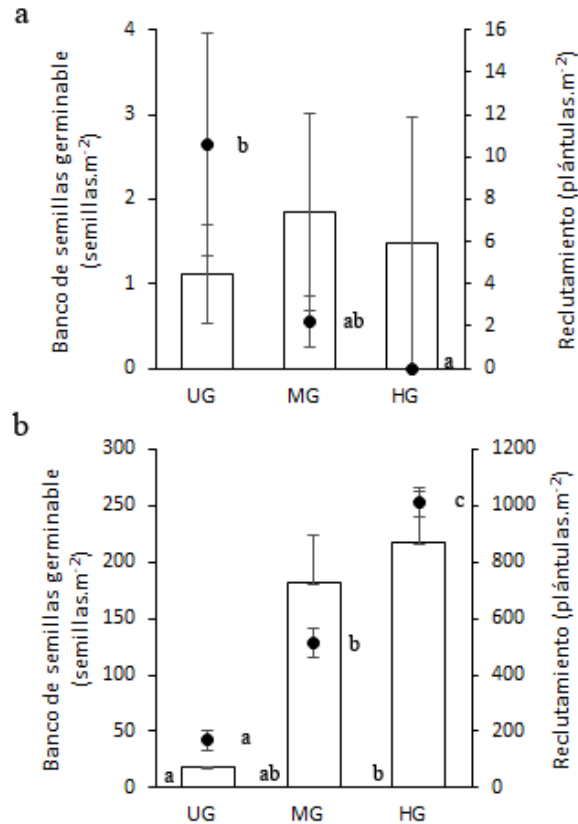 a
Banco de semillas germinable
(semillas.m⁻²)
4
3
2
1
0
16
14
12
10
8
6
4
2
0
Reclutamiento (plántulas.m⁻²)
b
ab
a
UG MG HG
b
Banco de semillas germinable
(semillas.m⁻²)
300
250
200
150
100
50
0
1200
1000
800
600
400
200
0
Reclutamiento (plántulas.m⁻²)
c
b
a
a ab b
UG MG HG